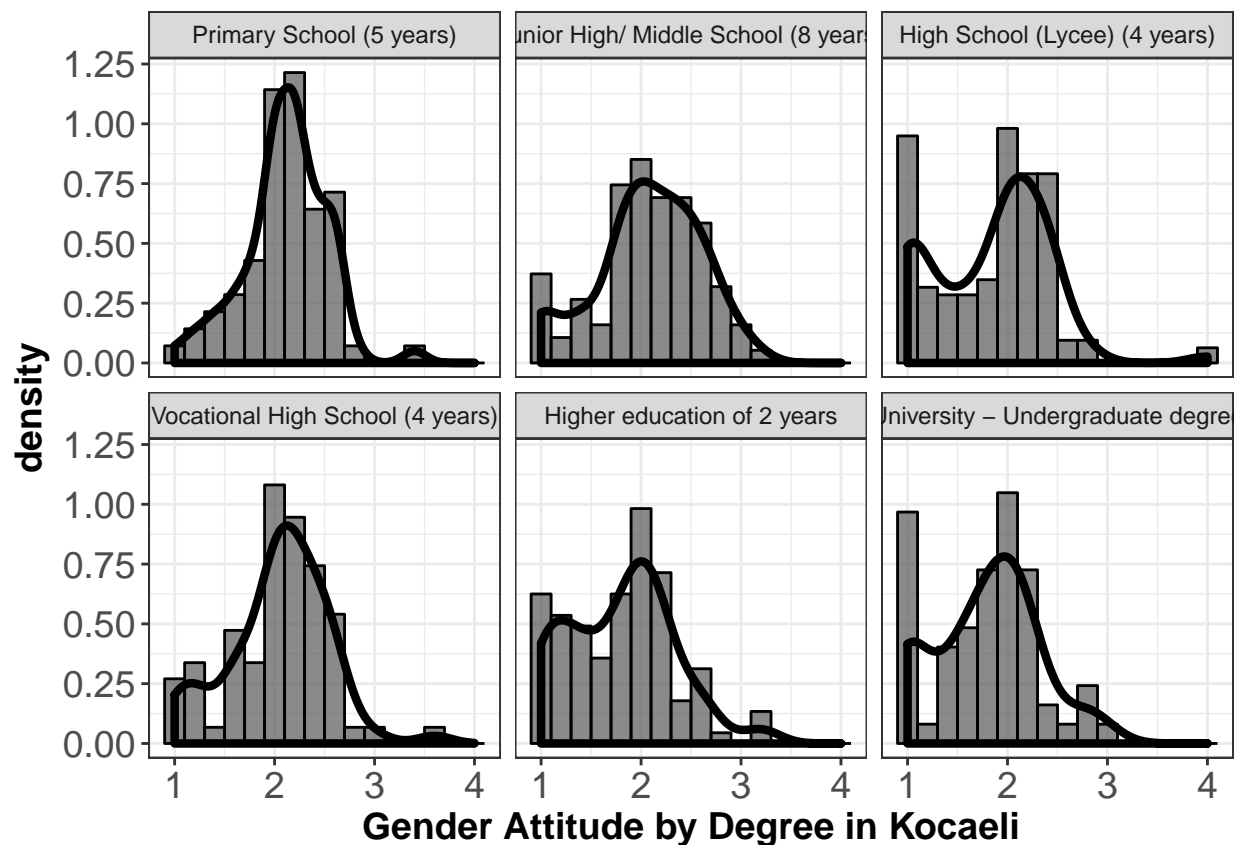 Primary School (5 years)
unior High/ Middle School (8 years
High School (Lycee) (4 years)
1.25
1.00
0.75
0.50
0.25
0.00
Vocational High School (4 years)
Higher education of 2 years
University − Undergraduate degree
1.25
1.00
0.75
0.50
0.25
0.00
density
1 2 3 4
1 2 3 4
1 2 3 4
Gender Attitude by Degree in Kocaeli